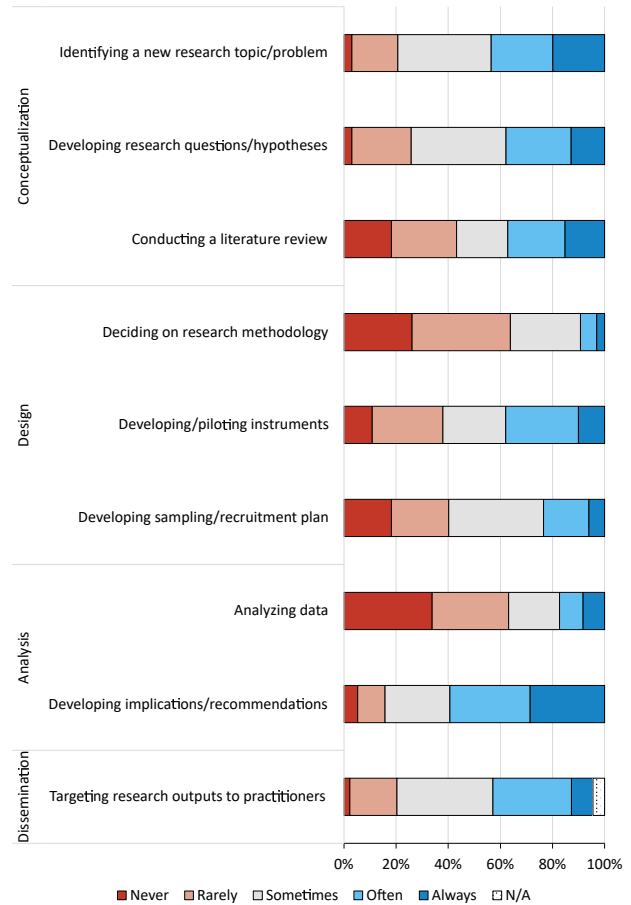 Conceptualization
Identifying a new research topic/problem
Developing research questions/hypotheses
Conducting a literature review
Design
Deciding on research methodology
Developing/piloting instruments
Developing sampling/recruitment plan
Analysis
Analyzing data
Developing implications/recommendations
Dissemination
Targeting research outputs to practitioners
0% 20% 40% 60% 80% 100%
Never Rarely Sometimes Often Always N/A